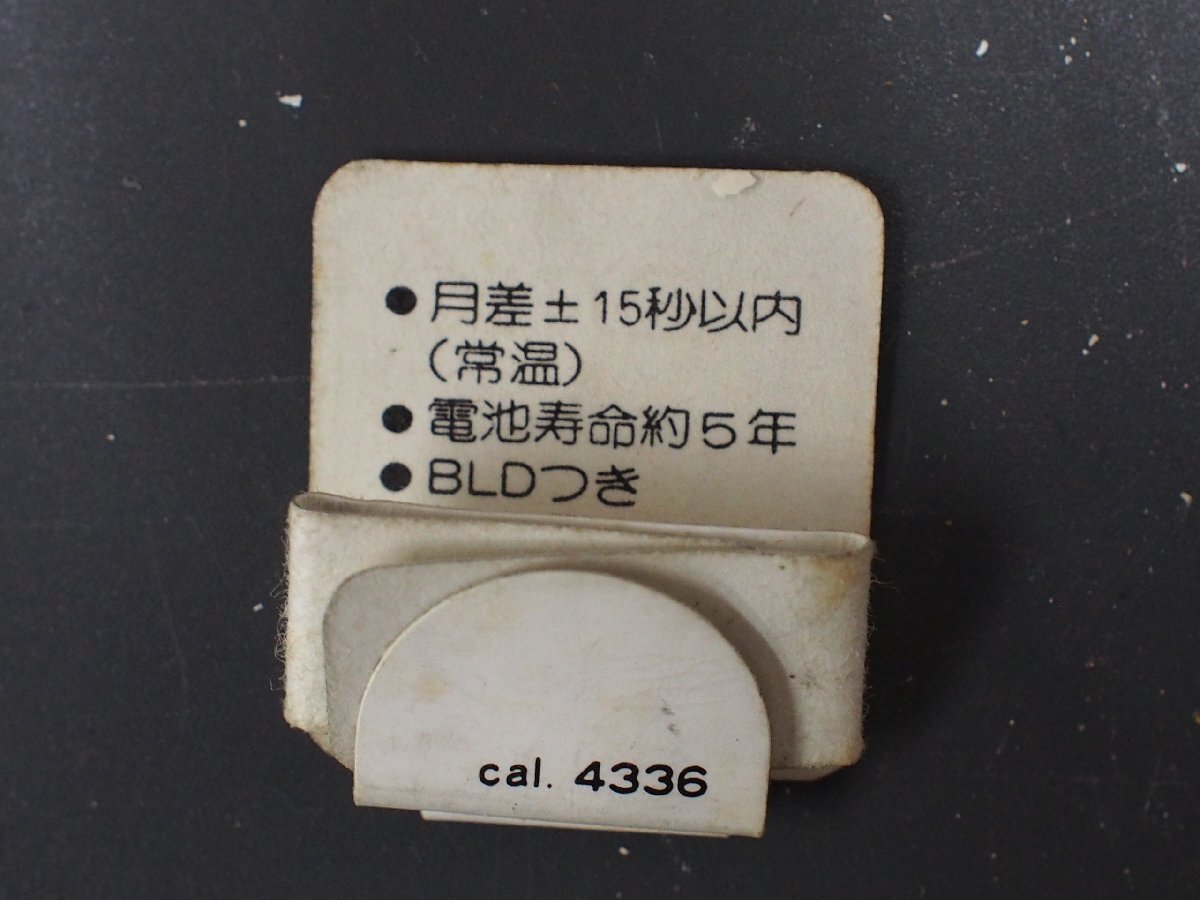 ●月差±15秒以内
(常温)
●電池寿命約5年
●BLDつき
cal. 4336